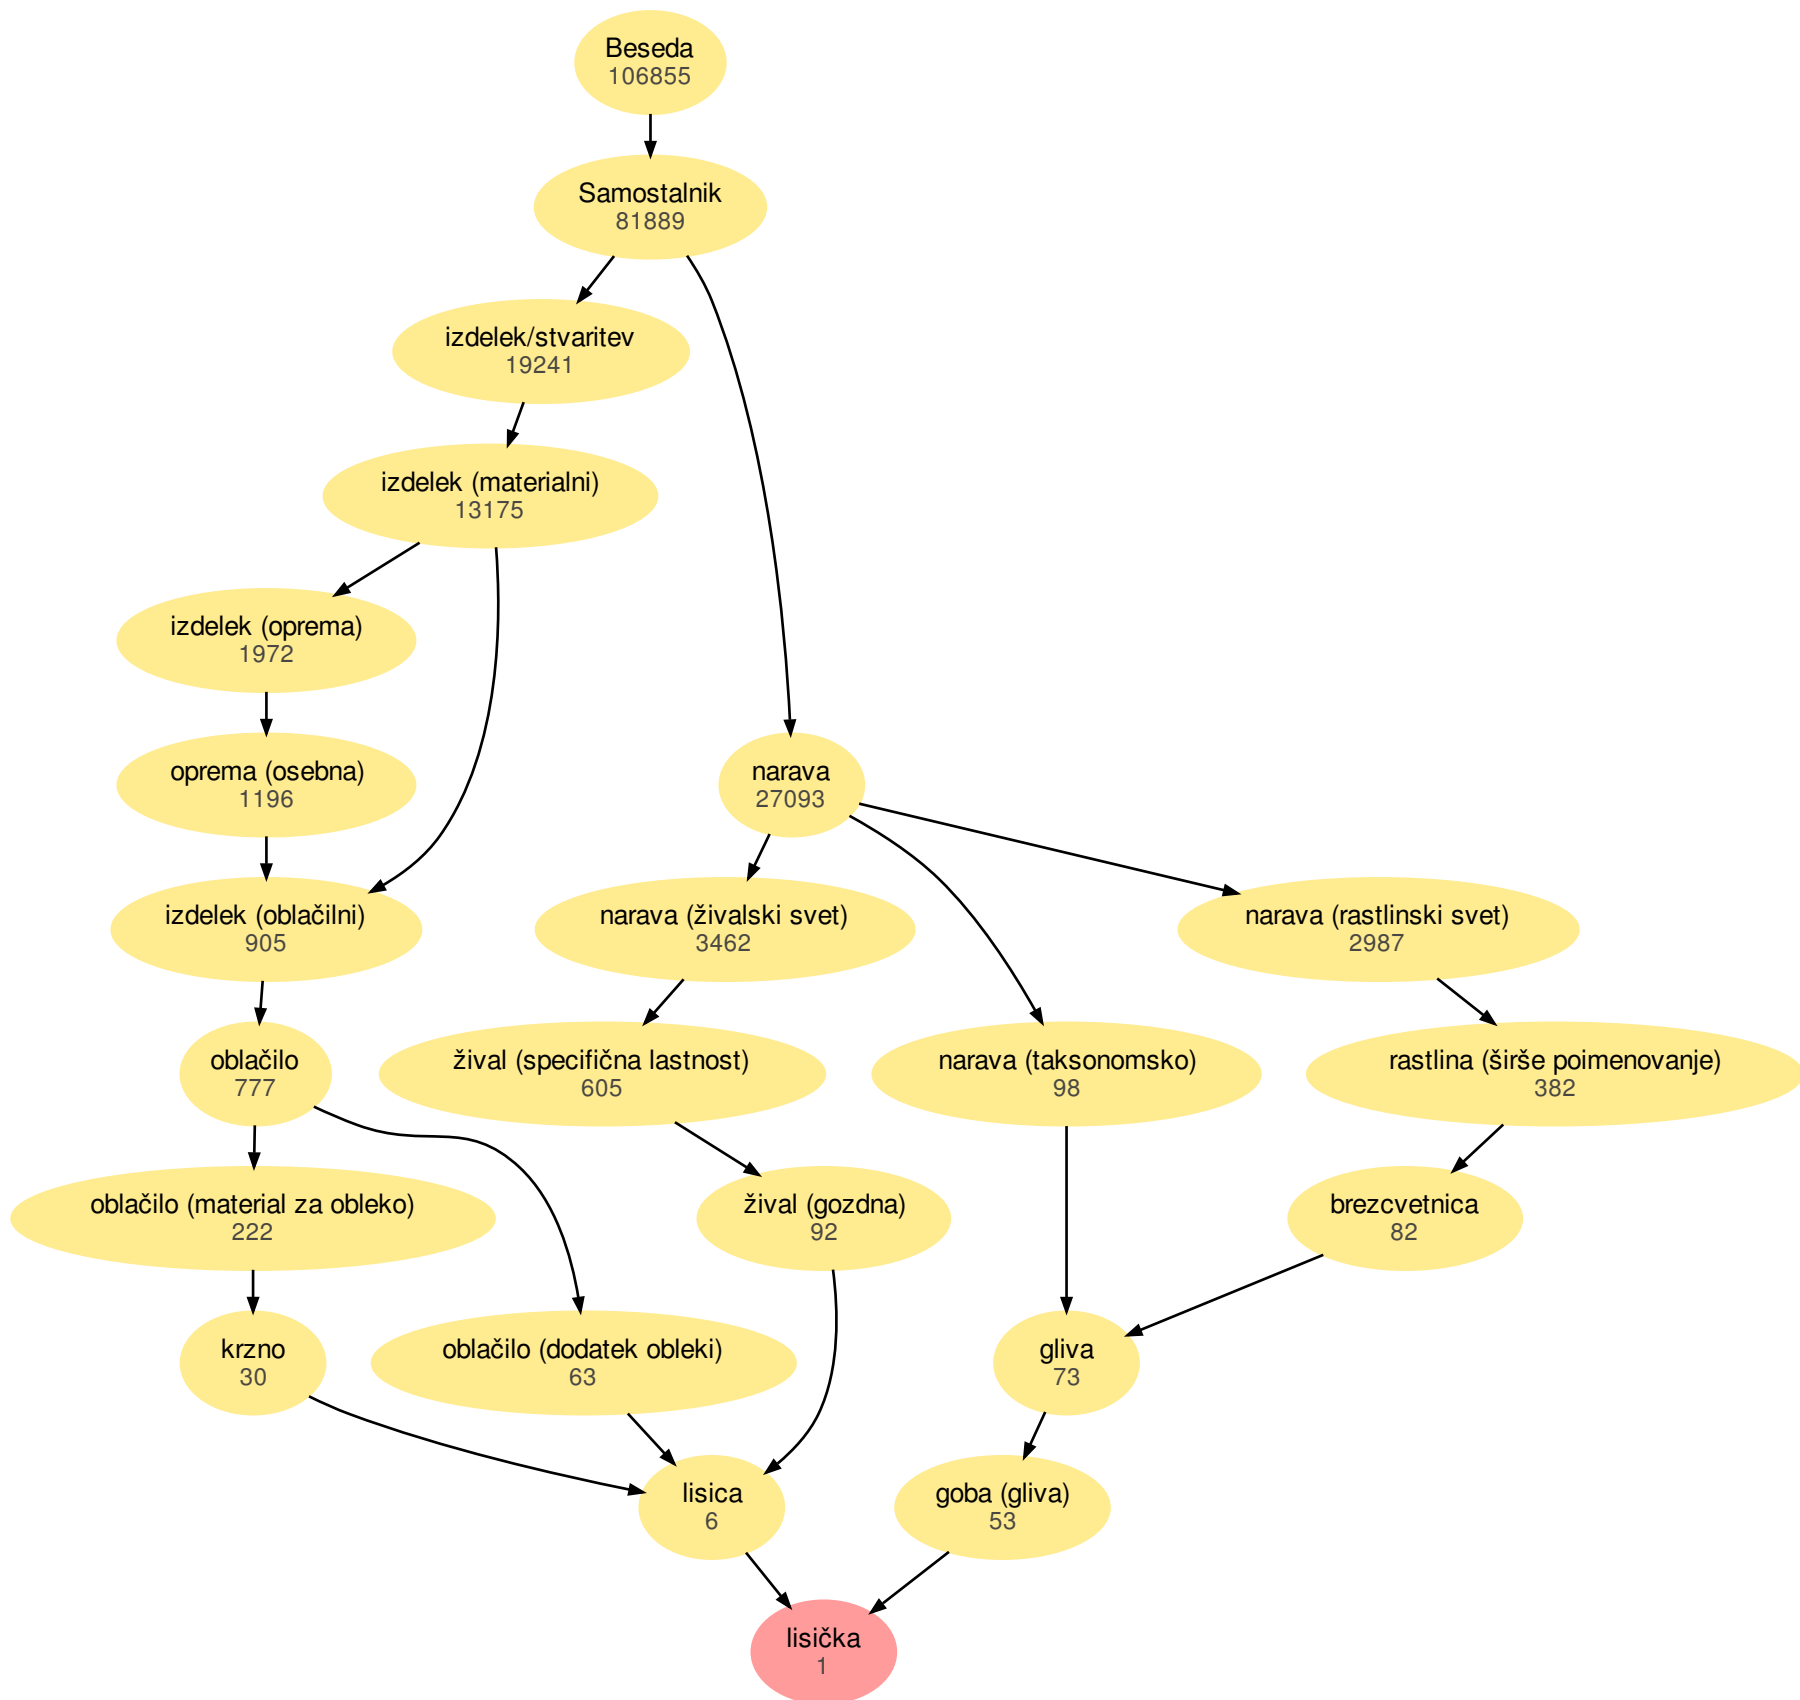 Beseda
106855
Samostalnik
81889
izdelek/stvaritev
19241
izdelek (materialni)
13175
izdelek (oprema)
1972
oprema (osebna)
1196
narava
27093
izdelek (oblačilni)
905
narava (živalski svet)
3462
narava (rastlinski svet)
2987
oblačilo
777
žival (specifična lastnost)
605
narava (taksonomsko)
98
rastlina (širše poimenovanje)
382
oblačilo (material za obleko)
222
žival (gozdna)
92
brezcvetnica
82
krzno
30
oblačilo (dodatek obleki)
63
gliva
73
lisica
6
goba (gliva)
53
lisička
1